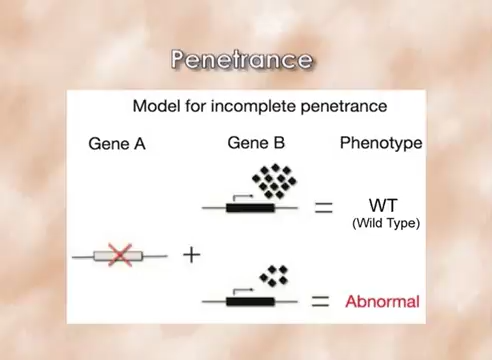 Penetrance
Model for incomplete penetrance
Gene A Gene B Phenotype
= WT
(Wild Type)
+
= Abnormal